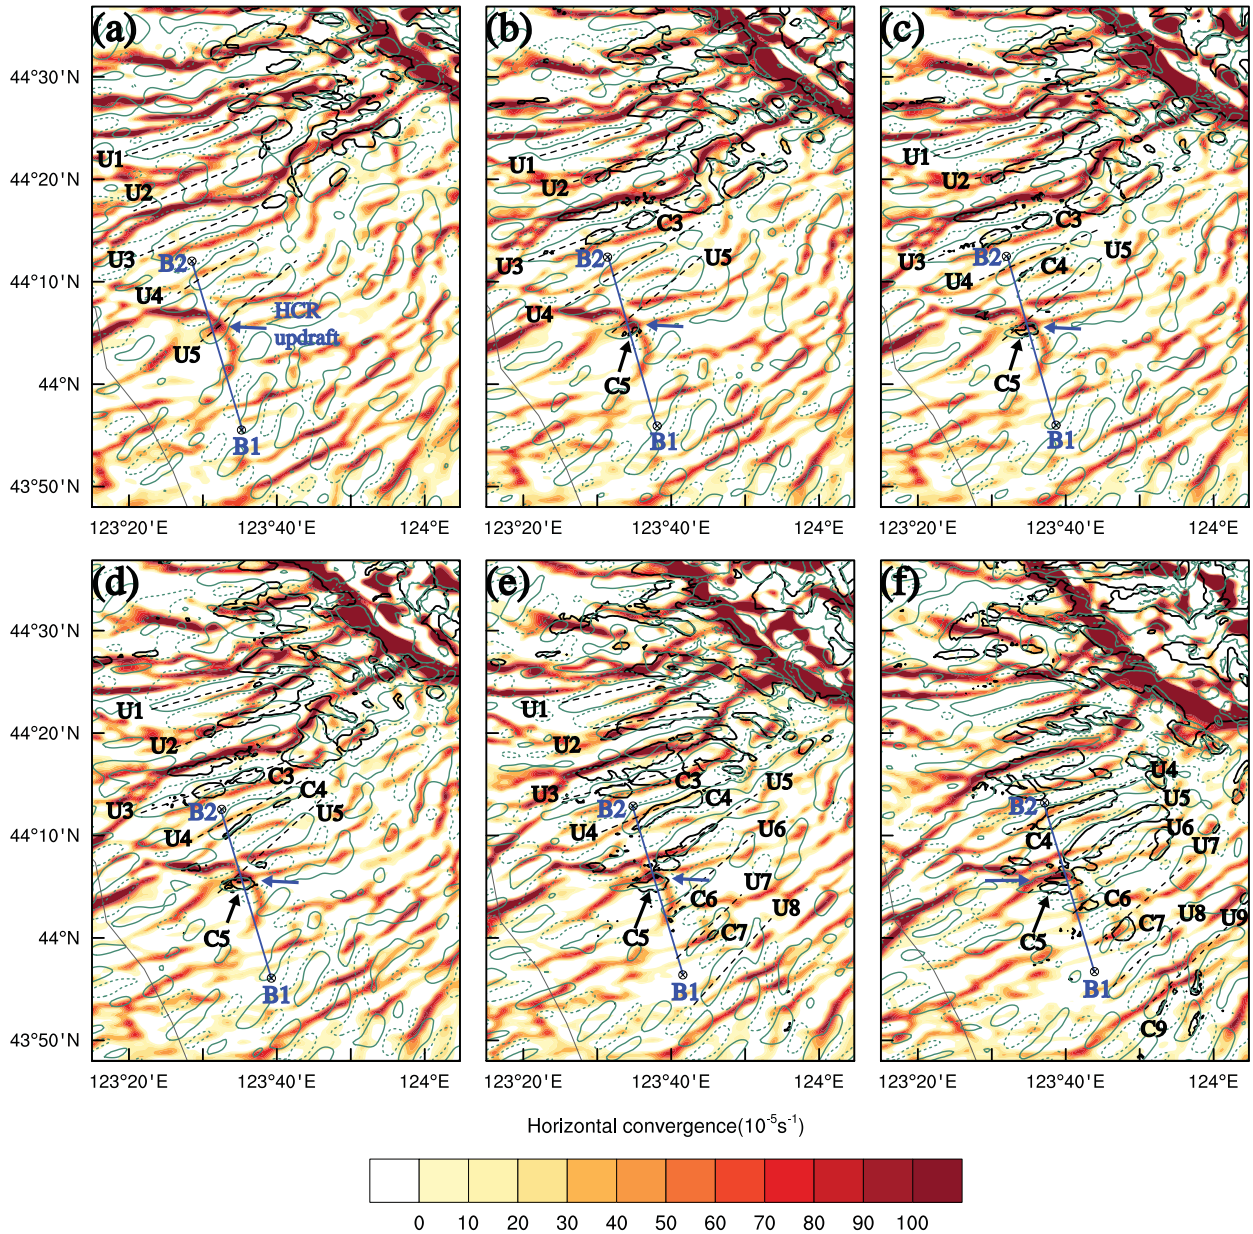 (a)
(b)
(c)
44°30'N
44°20'N
44°10'N
44°N
43°50'N
U1
U2
U3
B2
U4
HCR
updraft
U5
B1
U1
U2
C3
U3
B2
U5
U4
C5
B1
U1
U2
C3
U3
B2
C4
U5
U4
C5
B1
123°20'E
123°40'E
124°E
123°20'E
123°40'E
124°E
123°20'E
123°40'E
124°E
(d)
(e)
(f)
44°30'N
44°20'N
44°10'N
44°N
43°50'N
U1
U2
C3
C4
U3
B2
U5
U4
C5
B1
U1
U2
C3
U5
U3
C4
B2
U4
U6
U7
C6
U8
C5
C7
B1
U4
B2
U5
U6
C4
U7
C6
U8
U9
C5
C7
B1
C9
123°20'E
123°40'E
124°E
123°20'E
123°40'E
124°E
123°20'E
123°40'E
124°E
Horizontal convergence(10⁻⁵s⁻¹)
0 10 20 30 40 50 60 70 80 90 100